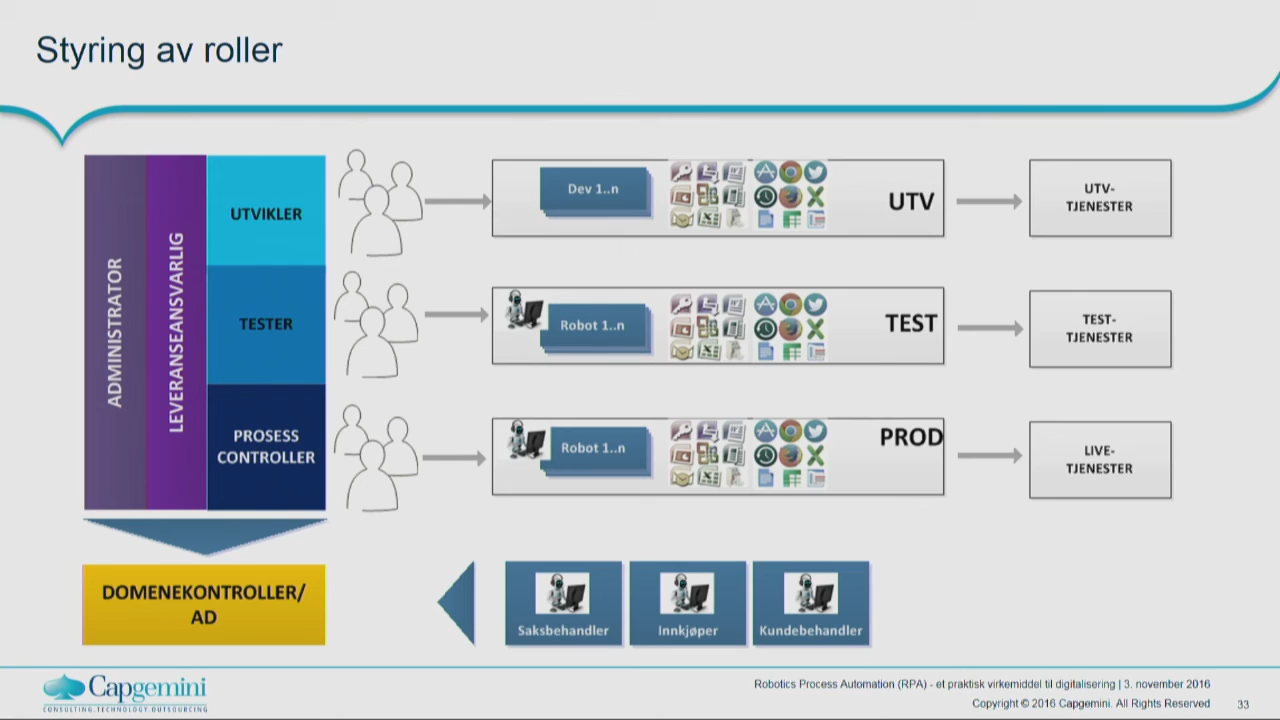 Styring av roller
ADMINISTRATOR
LEVERANSEANSVARLIG
UTVIKLER
TESTER
PROSESS
CONTROLLER
Dev 1..n
UTV
UTV-
TJENESTER
Robot 1..n
TEST
TEST-
TJENESTER
Robot 1..n
PROD
LIVE-
TJENESTER
DOMENEKONTROLLER/
AD
Saksbehandler
Innkjøper
Kundebehandler
Capgemini
CONSULTING.TECHNOLOGY.OUTSOURCING
Robotics Process Automation (RPA) - et praktisk virkemiddel til digitalisering | 3. november 2016
Copyright © 2016 Capgemini. All Rights Reserved
33